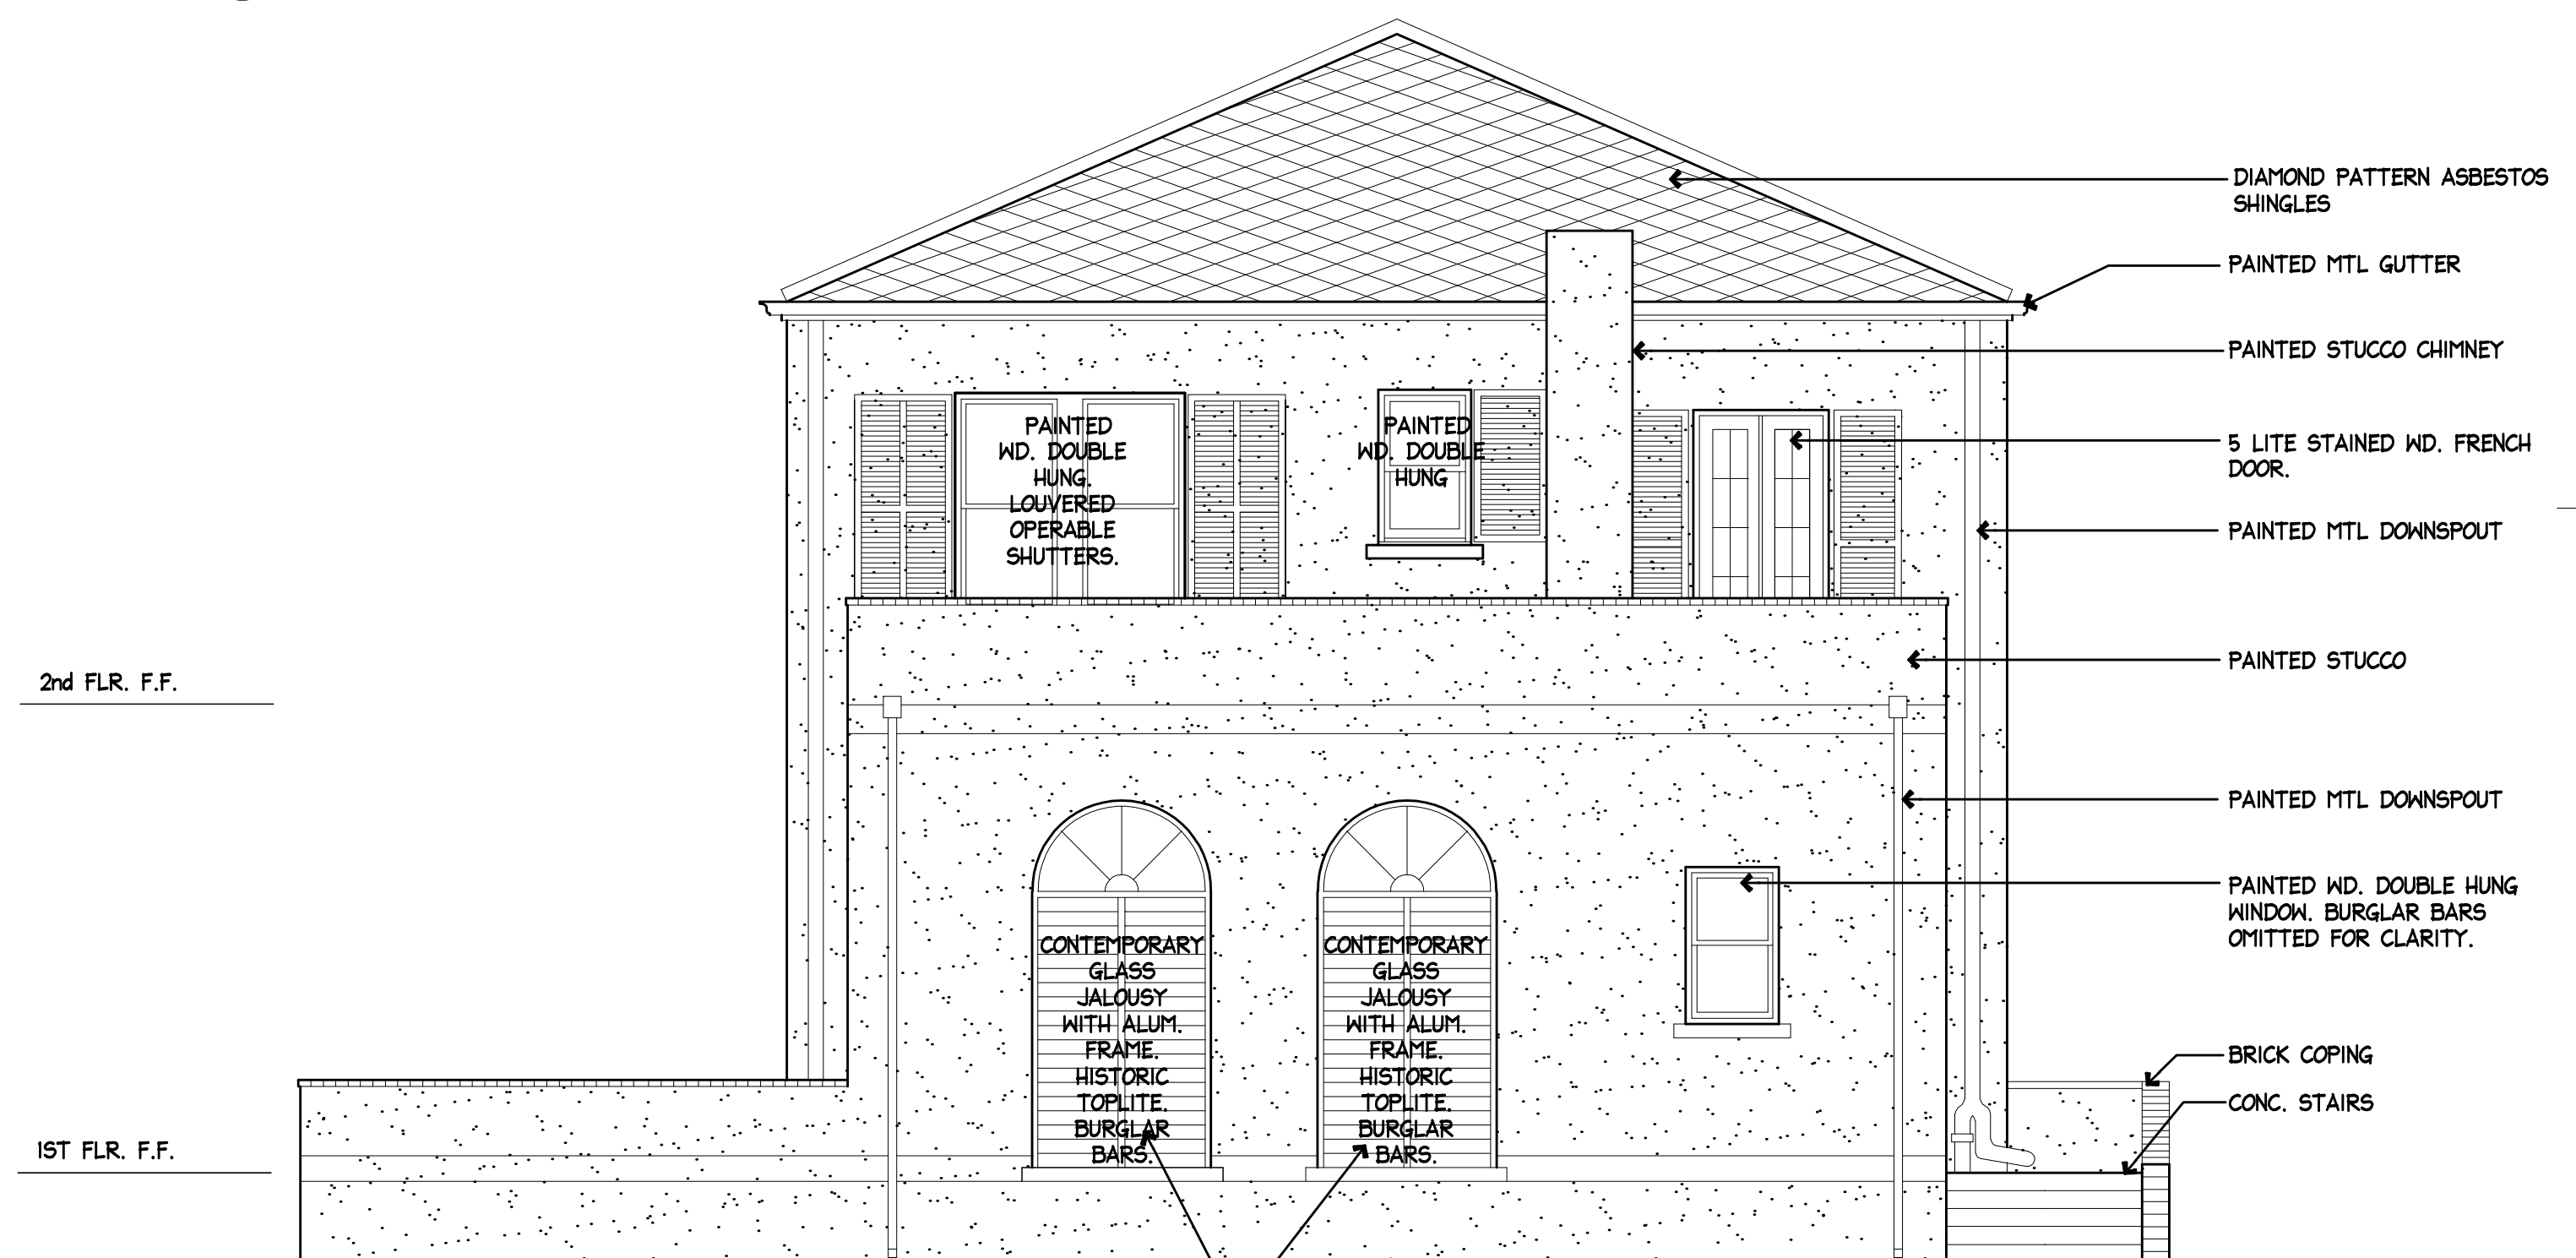 DIAMOND PATTERN ASBESTOS
SHINGLES
PAINTED MTL GUTTER
PAINTED STUCCO CHIMNEY
PAINTED
WD. DOUBLE
HUNG.
LOUVERED
OPERABLE
SHUTTERS.
PAINTED
WD. DOUBLE
HUNG
5 LITE STAINED WD. FRENCH
DOOR.
PAINTED MTL DOWNSPOUT
PAINTED STUCCO
2nd FLR. F.F.
PAINTED MTL DOWNSPOUT
PAINTED WD. DOUBLE HUNG
WINDOW. BURGLAR BARS
OMITTED FOR CLARITY.
CONTEMPORARY
GLASS
JALOUSY
WITH ALUM.
FRAME.
HISTORIC
TOPLITE.
BURGLAR
BARS.
CONTEMPORARY
GLASS
JALOUSY
WITH ALUM.
FRAME.
HISTORIC
TOPLITE.
BURGLAR
BARS.
BRICK COPING
CONC. STAIRS
1ST FLR. F.F.